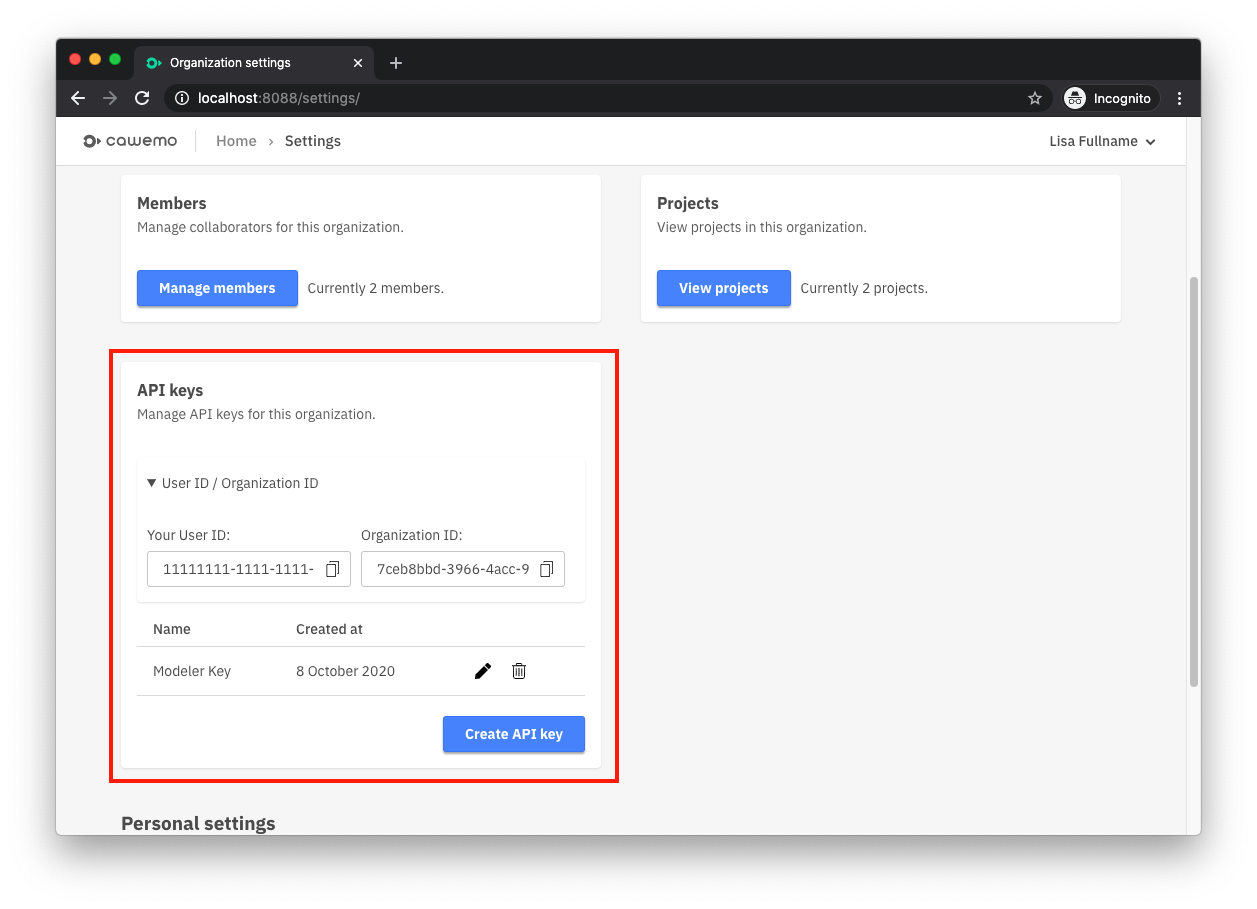 Organization settings
localhost:8088/settings/
Incognito
cawemo
Home › Settings
Lisa Fullname
Members
Manage collaborators for this organization.
Manage members
Currently 2 members.
Projects
View projects in this organization.
View projects
Currently 2 projects.
API keys
Manage API keys for this organization.
User ID / Organization ID
Your User ID:
Organization ID:
11111111-1111-1111-
7ceb8bbd-3966-4acc-9
Name
Created at
Modeler Key
8 October 2020
Create API key
Personal settings